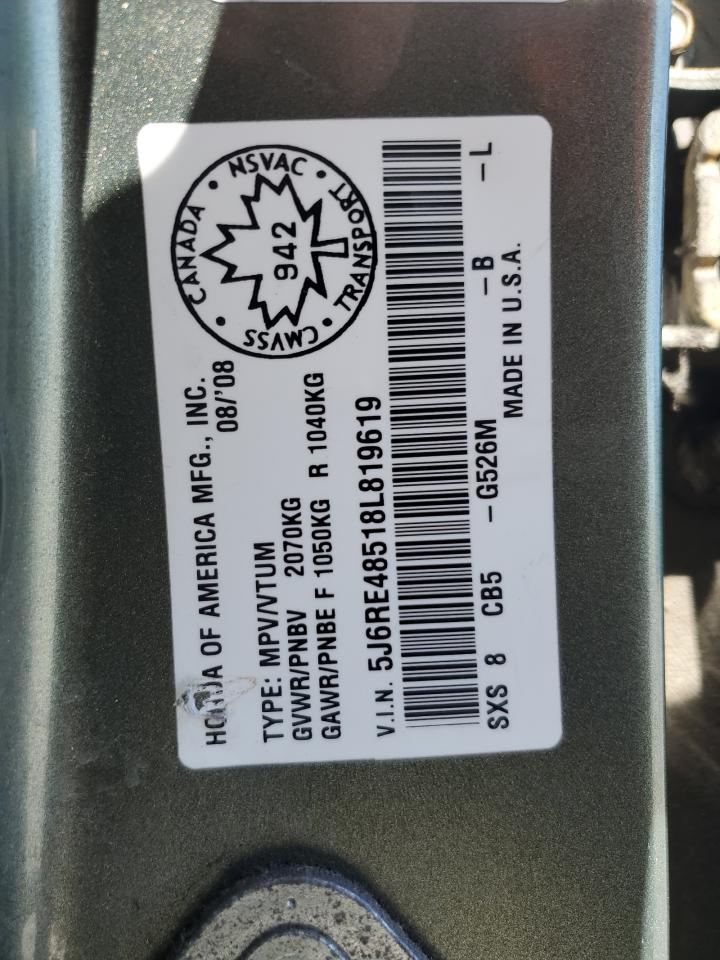 HONDA OF AMERICA MFG., INC.
08/'08
NSVAC
CANADA
942
TRANSPORT
CMVSS
TYPE: MPV/VTUM
GVWR/PNBV 2070KG
GAWR/PNBE F 1050KG R 1040KG
V.I.N. 5J6RE48518L819619
SXS 8 CB5 -G526M -B -L
MADE IN U.S.A.